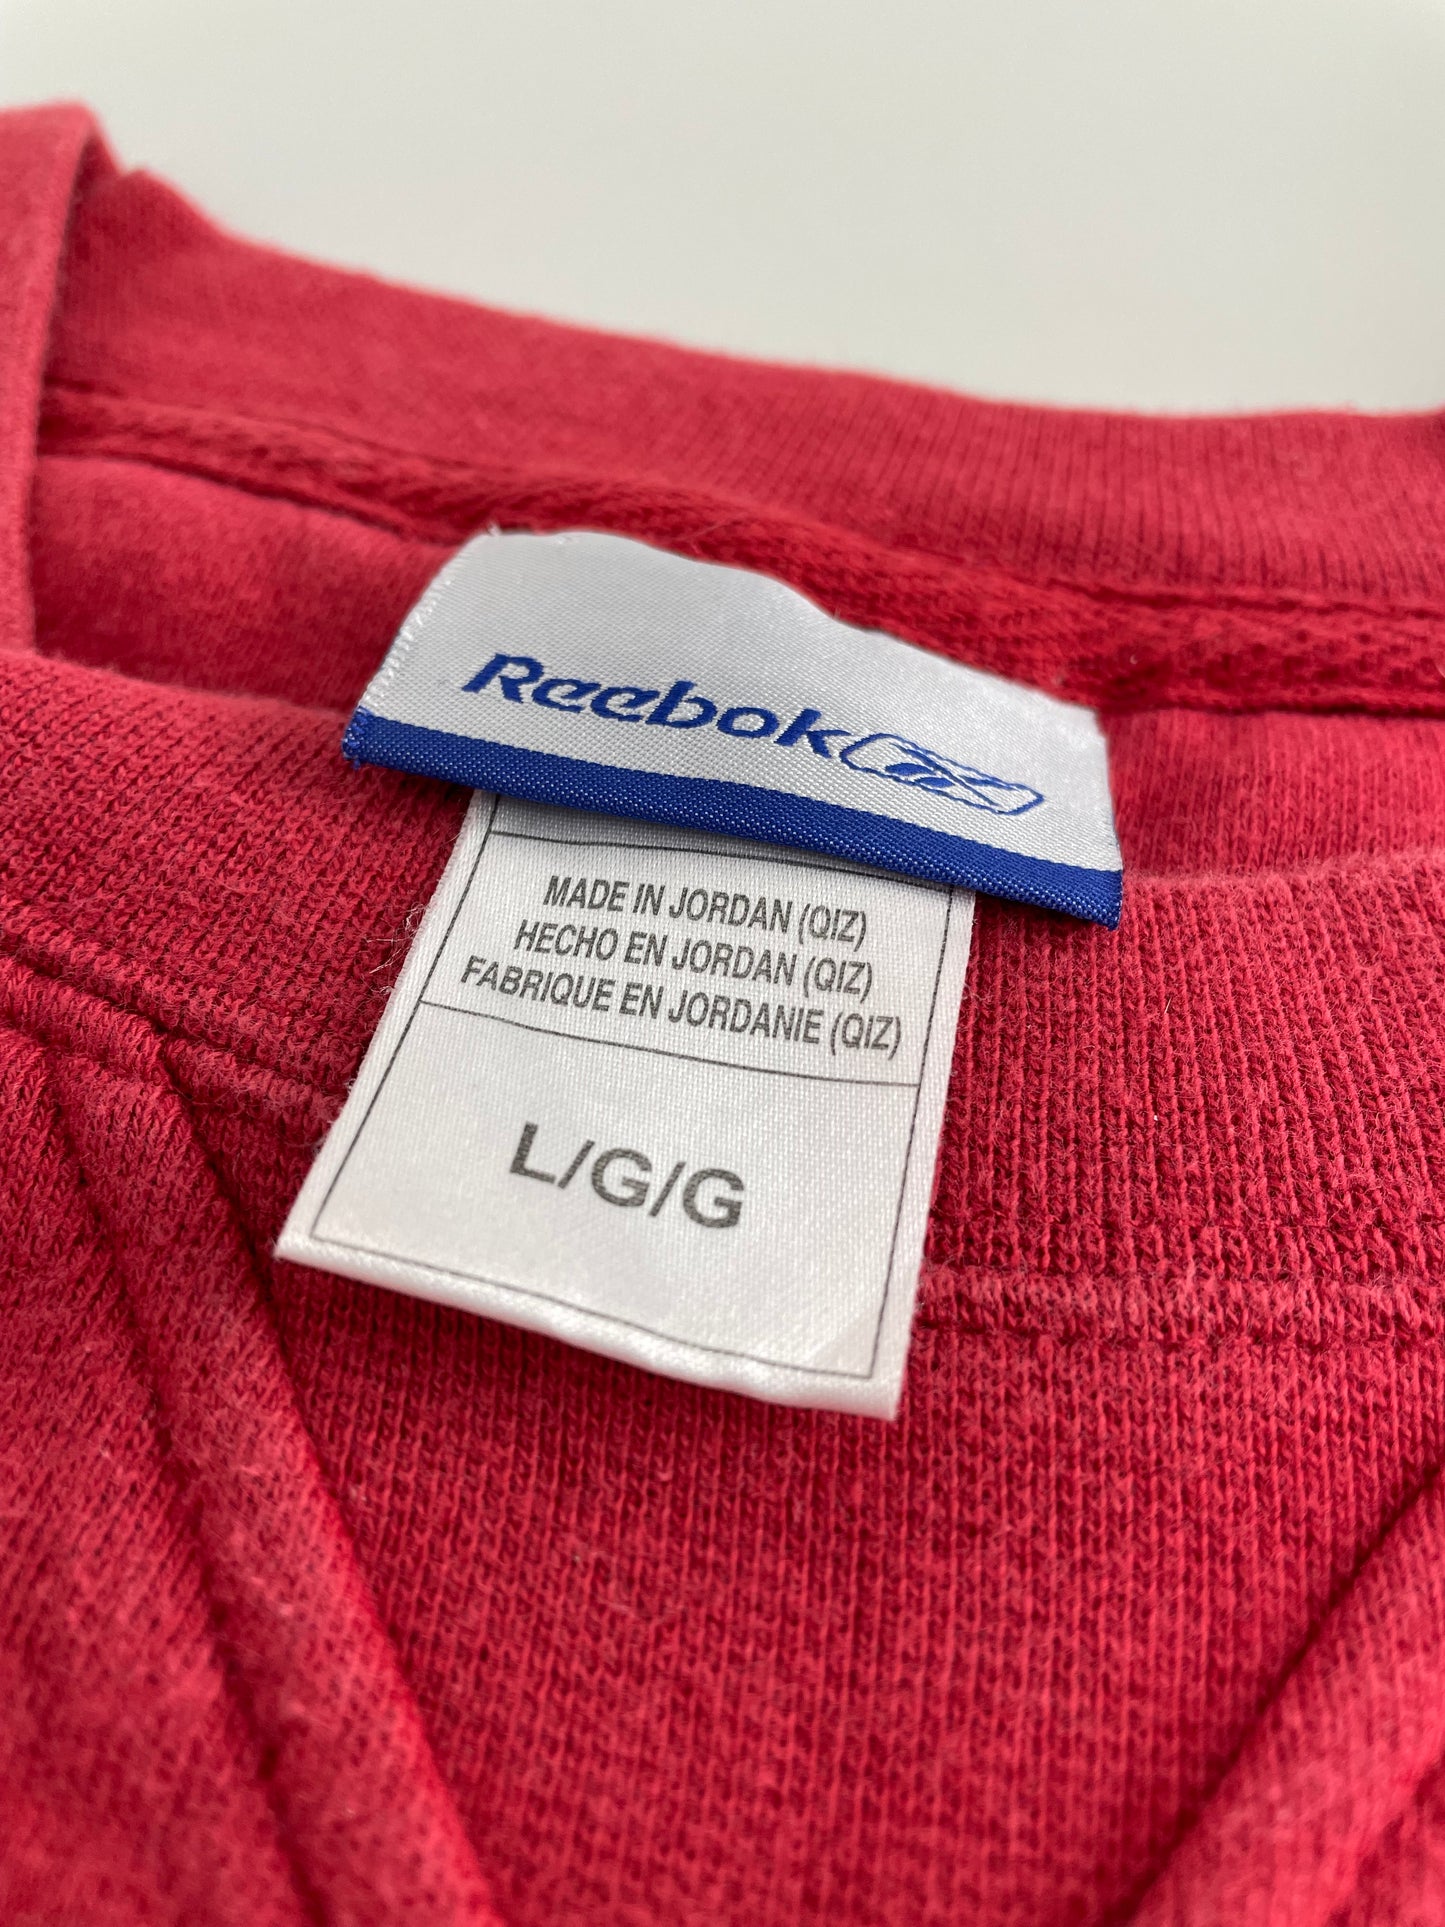 Reebok
MADE IN JORDAN (QIZ)
HECHO EN JORDAN (QIZ)
FABRIQUE EN JORDANIE (QIZ)
L/G/G